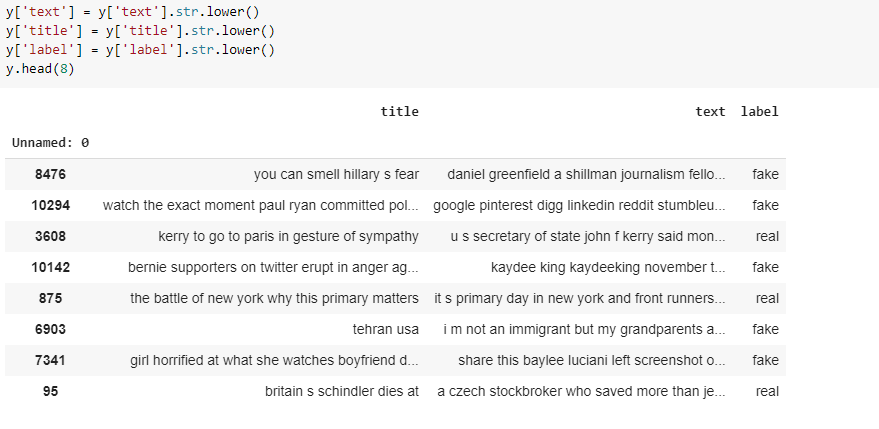 y['text'] = y['text'].str.lower()
y['title'] = y['title'].str.lower()
y['label'] = y['label'].str.lower()
y.head(8)
title text label
Unnamed: 0
8476 you can smell hillary s fear daniel greenfield a shillman journalism fello... fake
10294 watch the exact moment paul ryan committed pol... google pinterest digg linkedin reddit stumbleu... fake
3608 kerry to go to paris in gesture of sympathy u s secretary of state john f kerry said mon... real
10142 bernie supporters on twitter erupt in anger ag... kaydee king kaydeeking november t... fake
875 the battle of new york why this primary matters it s primary day in new york and front runners... real
6903 tehran usa i m not an immigrant but my grandparents a... fake
7341 girl horrified at what she watches boyfriend d... share this baylee luciani left screenshot o... fake
95 britain s schindler dies at a czech stockbroker who saved more than je... real